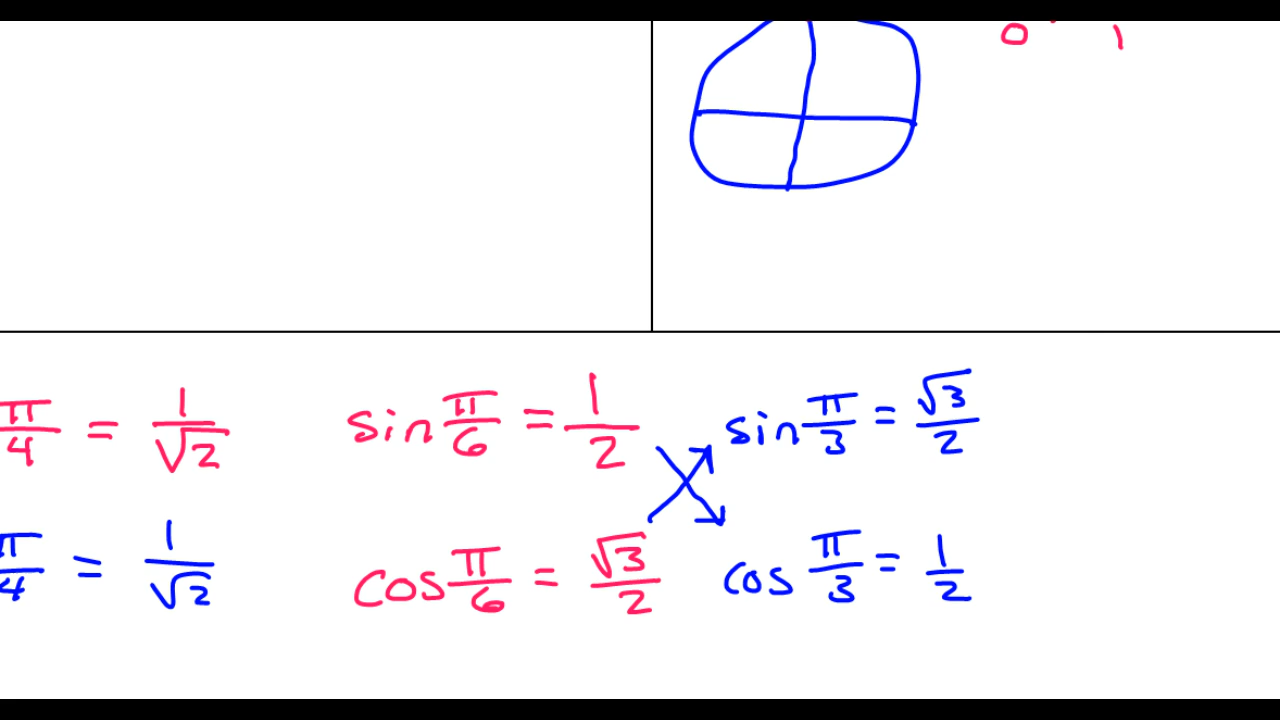 0 1
π/4 = 1/√2 sin π/6 = 1/2 sin π/3 = √3/2
π/4 = 1/√2 cos π/6 = √3/2 cos π/3 = 1/2